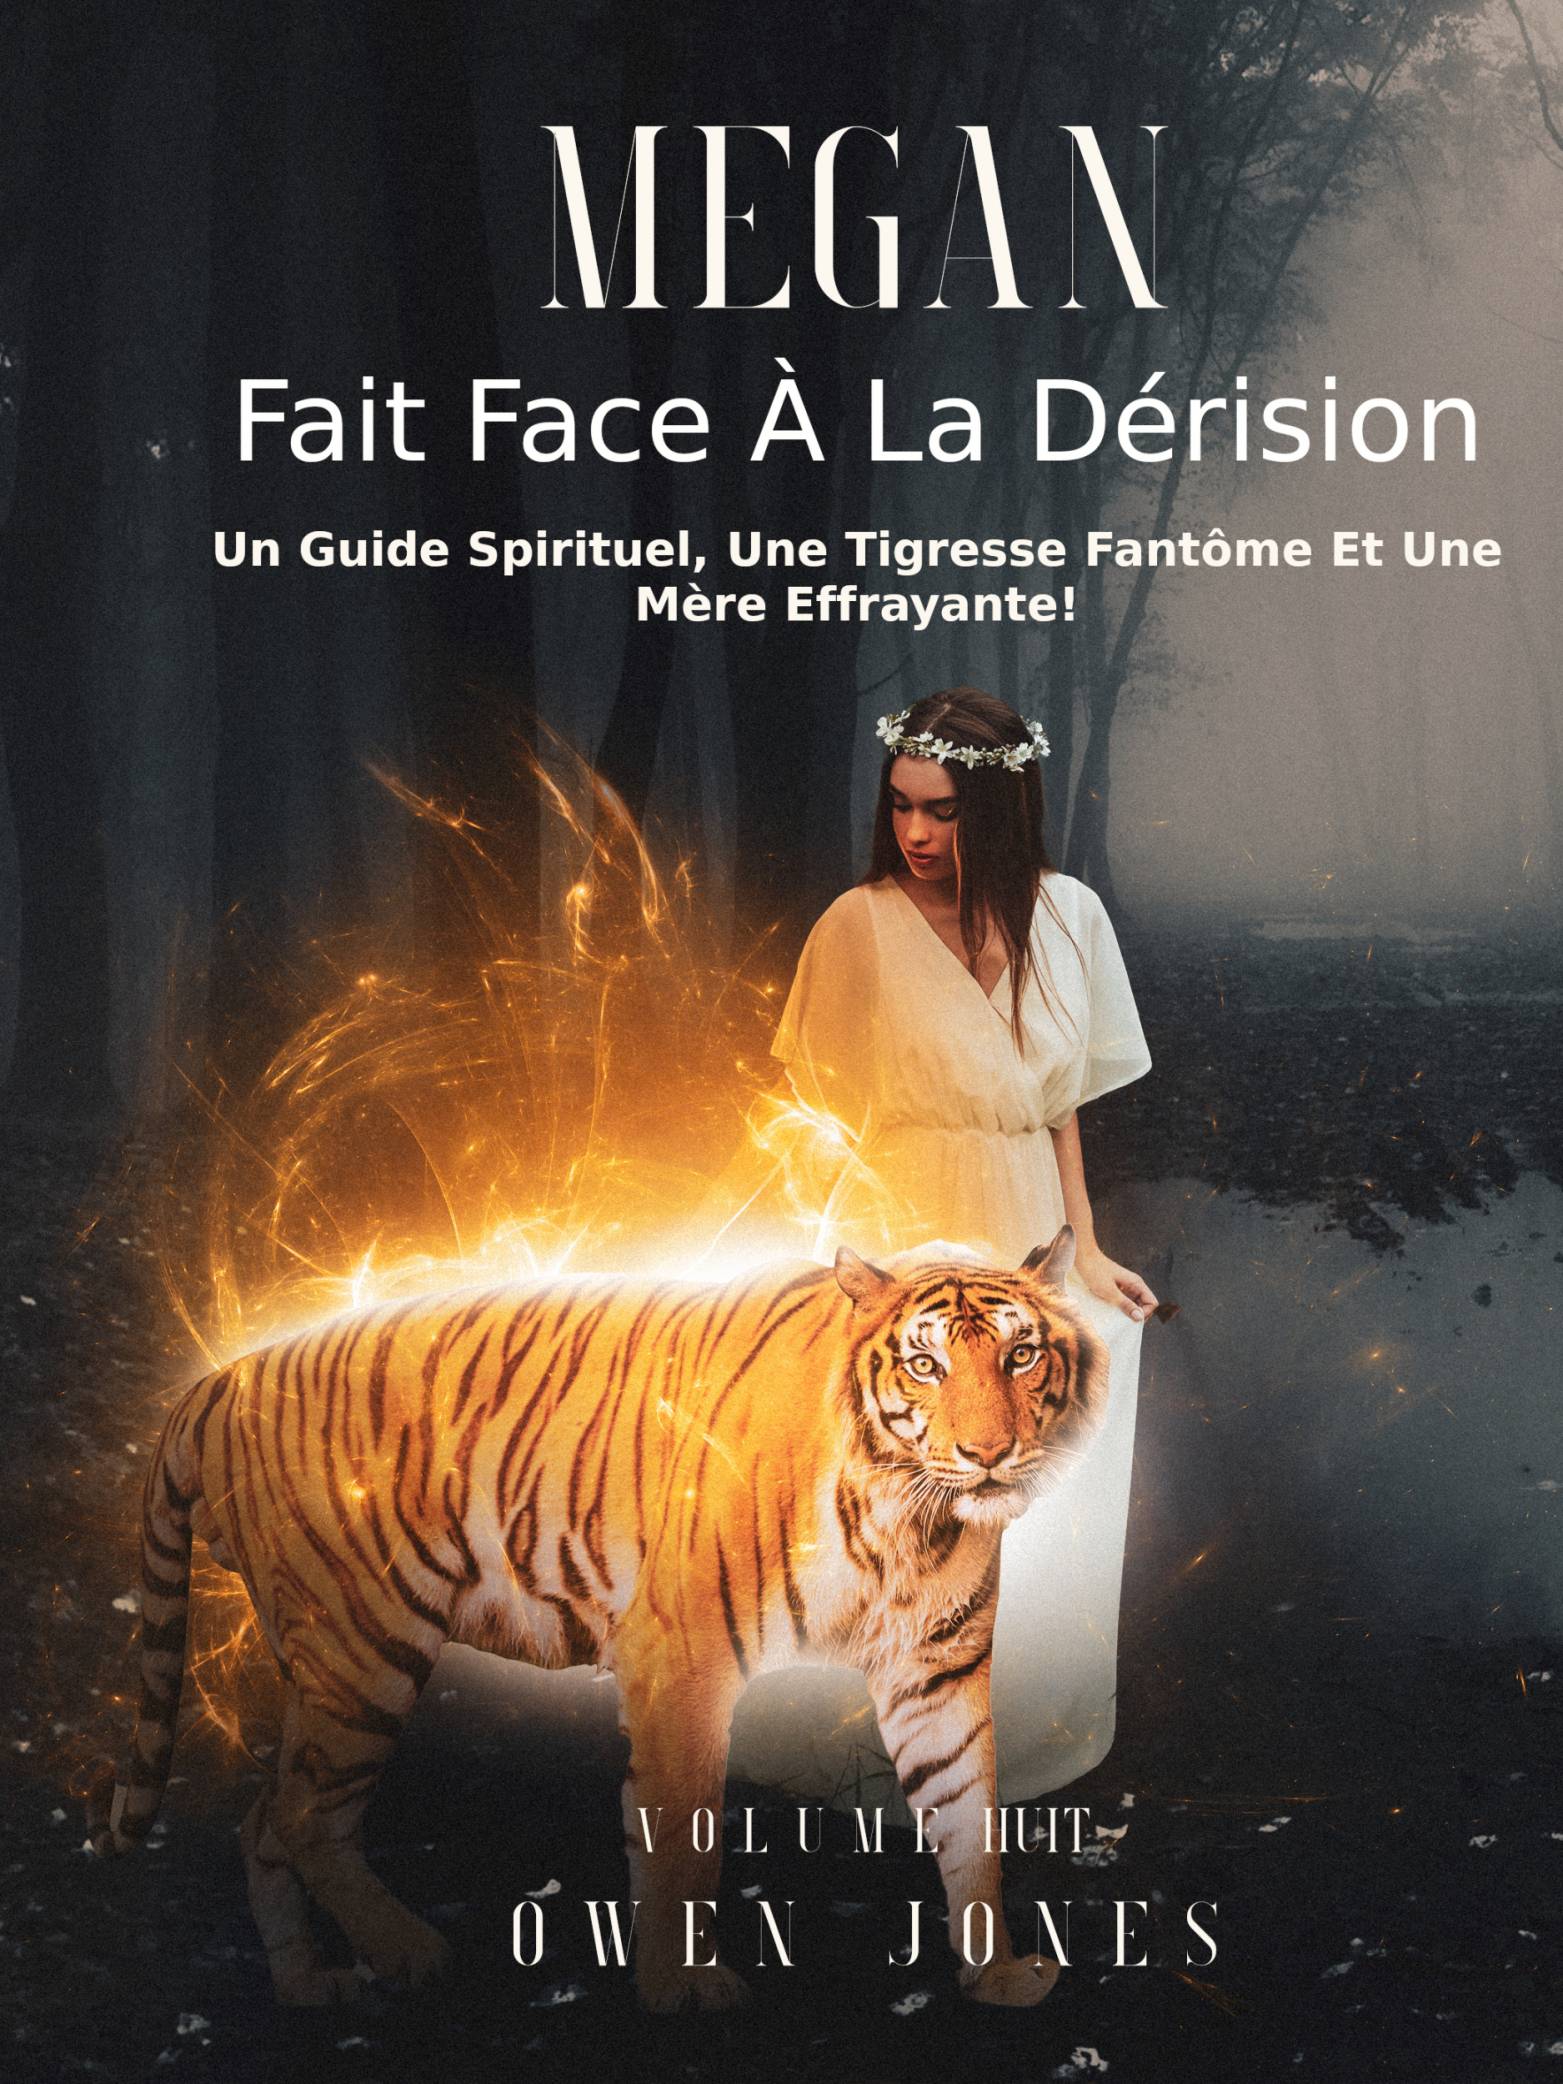 MEGAN
Fait Face À La Dérision
Un Guide Spirituel, Une Tigresse Fantôme Et Une
Mère Effrayante!
VOLUME HUIT
OWEN JONES